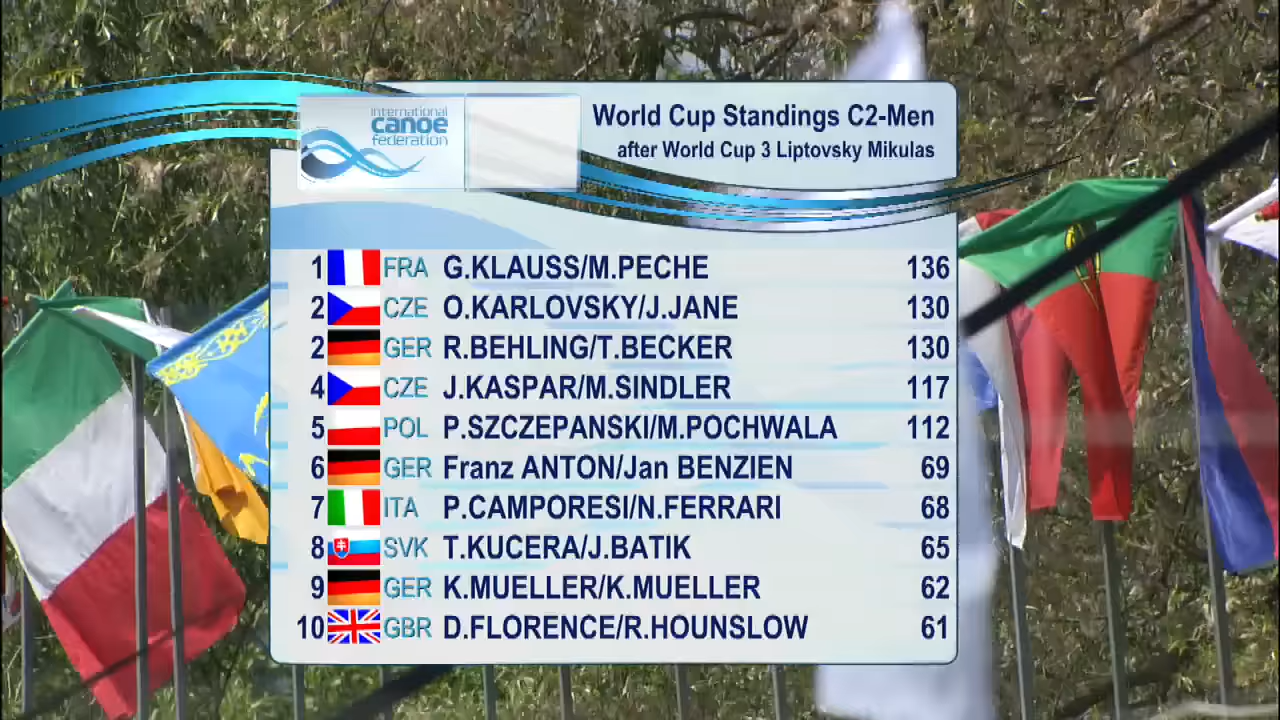 international
canoe
federation
World Cup Standings C2-Men
after World Cup 3 Liptovsky Mikulas
1 FRA G.KLAUSS/M.PECHE 136
2 CZE O.KARLOVSKY/J.JANE 130
2 GER R.BEHLING/T.BECKER 130
4 CZE J.KASPAR/M.SINDLER 117
5 POL P.SZCZEPANSKI/M.POCHWALA 112
6 GER Franz ANTON/Jan BENZIEN 69
7 ITA P.CAMPORESI/N.FERRARI 68
8 SVK T.KUCERA/J.BATIK 65
9 GER K.MUELLER/K.MUELLER 62
10 GBR D.FLORENCE/R.HOUNSLOW 61